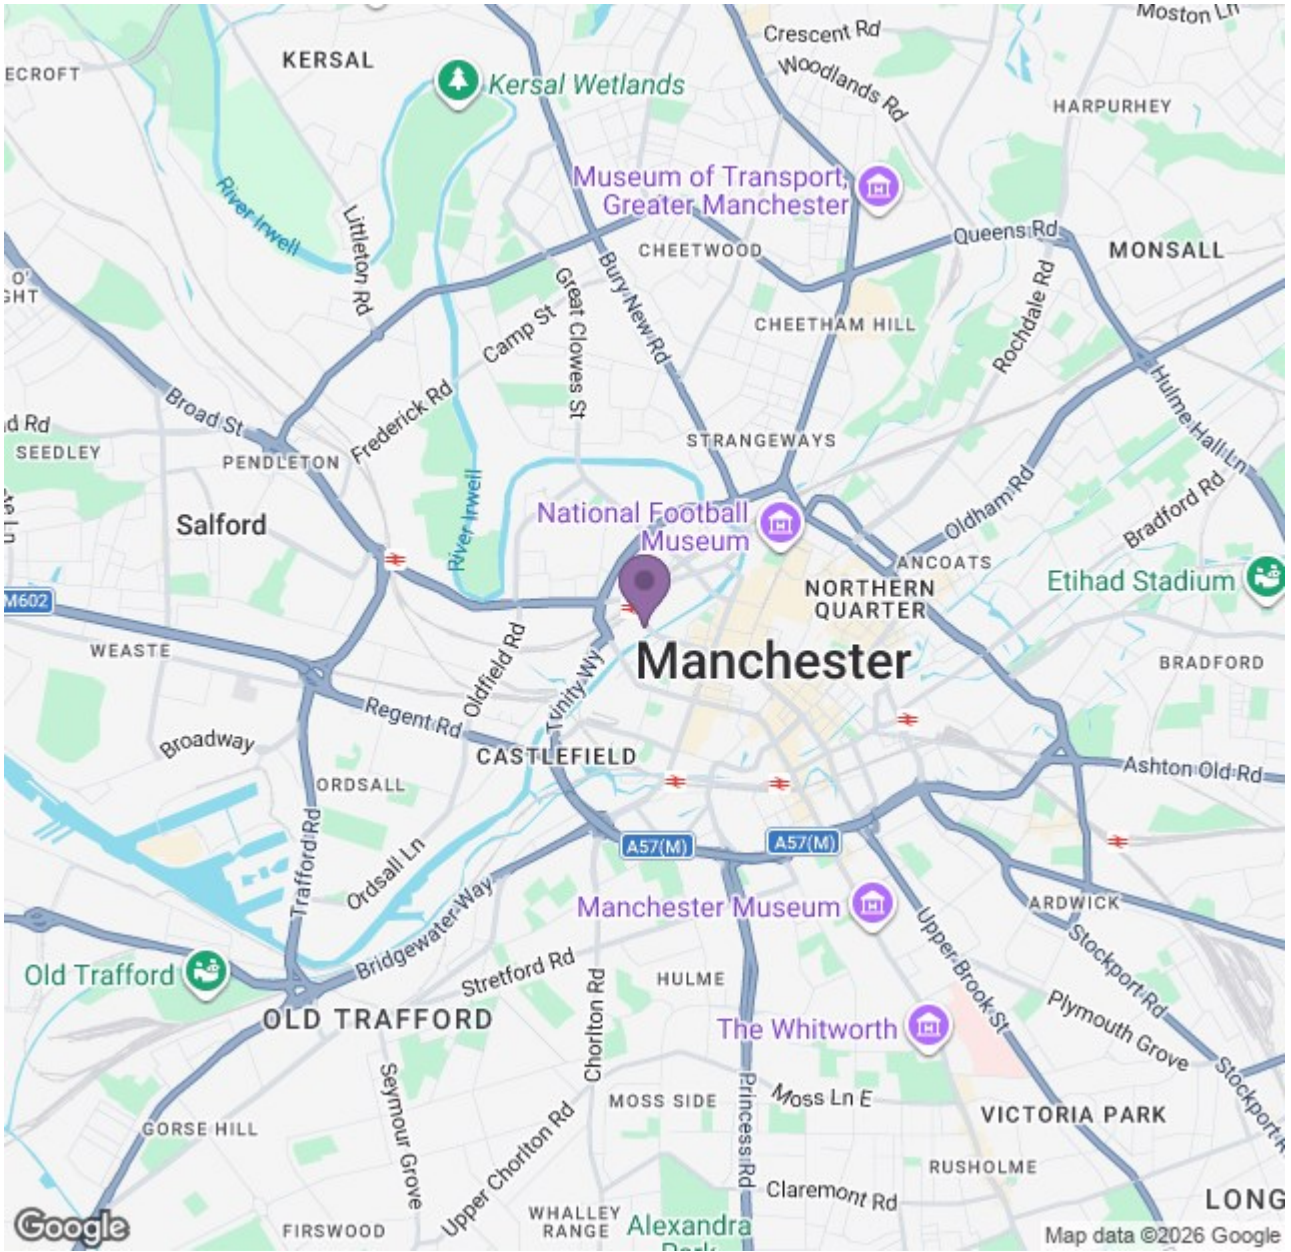 Moston Ln
Crescent Rd
KERSAL
ECROFT
Kersal Wetlands
Woodlands Rd
HARPURHEY
Museum of Transport,
Greater Manchester
River Irwell
Littleton Rd
CHEETWOOD
Queens Rd
MONSALL
O'
GHT
Great Clowes St
Bury New Rd
Rochdale Rd
Camp St
CHEETHAM HILL
Broad St
Frederick Rd
Hulme Hall Ln
d Rd
SEEDLEY
PENDLETON
STRANGEWAYS
Salford
River Irwell
National Football
Museum
Oldham Rd
Bradford Rd
te Ln
ANCOATS
Etihad Stadium
NORTHERN
QUARTER
M602
WEASTE
Manchester
BRADFORD
Oldfield Rd
Trinity Wy
Regent Rd
Broadway
CASTLEFIELD
Ashton Old Rd
ORDSALL
Trafford Rd
Ordsall Ln
A57(M)
A57(M)
Bridgewater Way
Manchester Museum
ARDWICK
Old Trafford
Stretford Rd
HULME
Upper Brook St
Stockport Rd
OLD TRAFFORD
Chorlton Rd
The Whitworth
Plymouth Grove
Seymour Grove
MOSS SIDE
Princess Rd
Moss Ln E
VICTORIA PARK
Stockport R
GORSE HILL
Upper Chorlton Rd
RUSHOLME
Claremont Rd
LONG
Google
FIRSWOOD
WHALLEY
RANGE
Alexandra
Park
Map data ©2026 Google